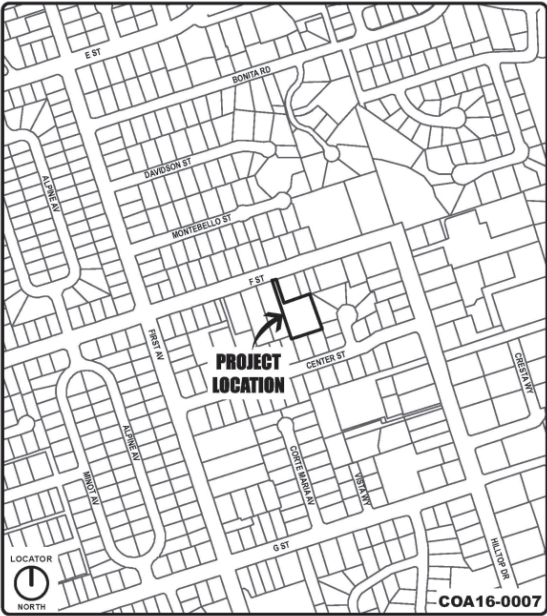 E ST
BONITA RD
DAVIDSON ST
ALPINE AV
MONTEBELLO ST
F ST
FIRST AV
PROJECT
LOCATION
CENTER ST
CRESTA WY
ALPINE AV
MINOT AV
CORTE MARIA AV
VISTA WY
G ST
HILLTOP DR
LOCATOR
NORTH
COA16-0007